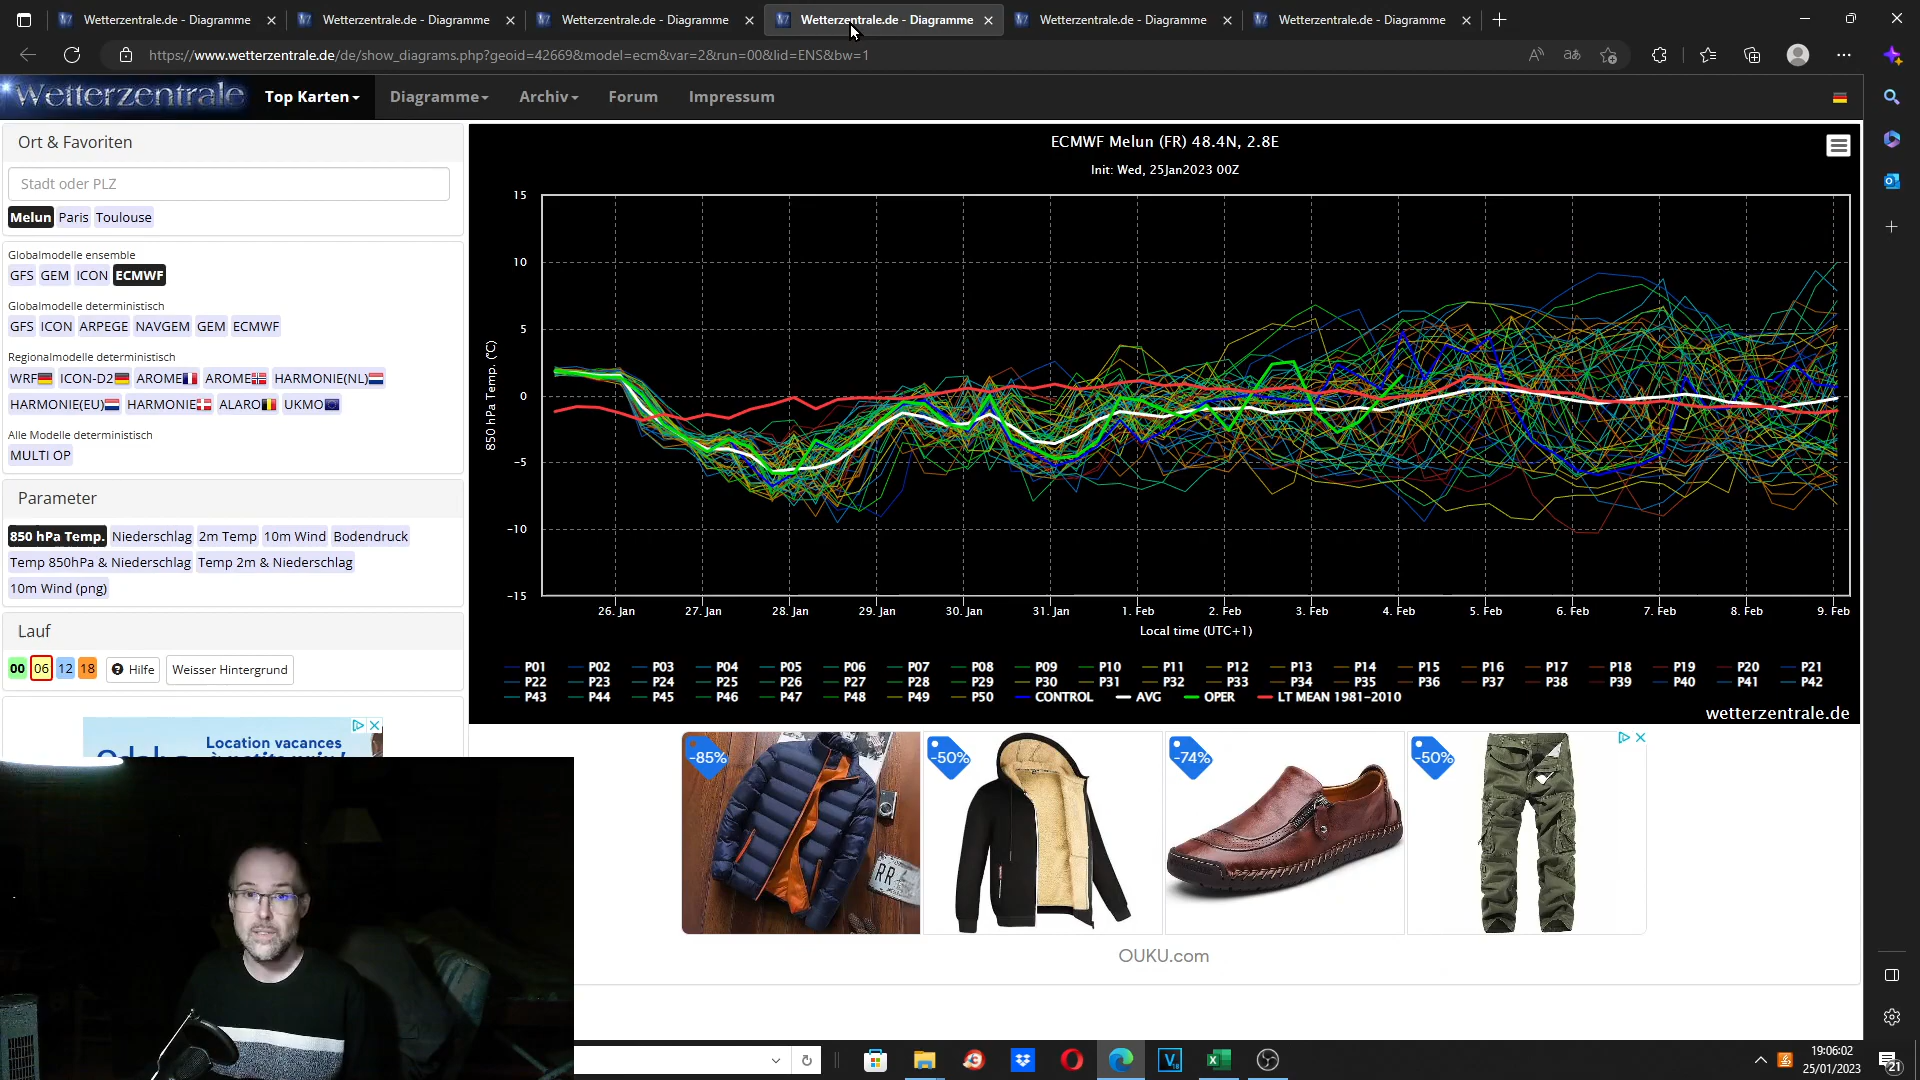 Wetterzentrale.de - Diagramme
Wetterzentrale.de - Diagramme
Wetterzentrale.de - Diagramme
Wetterzentrale.de - Diagramme
Wetterzentrale.de - Diagramme
Wetterzentrale.de - Diagramme
https://www.wetterzentrale.de/de/show_diagrams.php?geoid=42669&model=ecm&var=2&run=00&lid=ENS&bw=1
Wetterzentrale
Top Karten
Diagramme
Archiv
Forum
Impressum
Ort & Favoriten
Stadt oder PLZ
Melun Paris Toulouse
Globalmodelle ensemble
GFS GEM ICON ECMWF
Globalmodelle deterministisch
GFS ICON ARPEGE NAVGEM GEM ECMWF
Regionalmodelle deterministisch
WRF ICON-D2 AROME AROME HARMONIE(NL)
HARMONIE(EU) HARMONIE ALARO UKMO
Alle Modelle deterministisch
MULTI OP
Parameter
850 hPa Temp. Niederschlag 2m Temp 10m Wind Bodendruck
Temp 850hPa & Niederschlag Temp 2m & Niederschlag
10m Wind (png)
Lauf
00 06 12 18 Hilfe Weisser Hintergrund
Location vacances
ECMWF Melun (FR) 48.4N, 2.8E
Init: Wed, 25Jan2023 00Z
15
10
5
0
-5
-10
-15
850 hPa Temp. (°C)
26. Jan 27. Jan 28. Jan 29. Jan 30. Jan 31. Jan 1. Feb 2. Feb 3. Feb 4. Feb 5. Feb 6. Feb 7. Feb 8. Feb 9. Feb
Local time (UTC+1)
P01 P02 P03 P04 P05 P06 P07 P08 P09 P10 P11 P12 P13 P14 P15 P16 P17 P18 P19 P20 P21
P22 P23 P24 P25 P26 P27 P28 P29 P30 P31 P32 P33 P34 P35 P36 P37 P38 P39 P40 P41 P42
P43 P44 P45 P46 P47 P48 P49 P50 CONTROL AVG OPER LT MEAN 1981-2010
wetterzentrale.de
-85%
-50%
-74%
-50%
RR
OUKU.com
19:06:02
25/01/2023
21